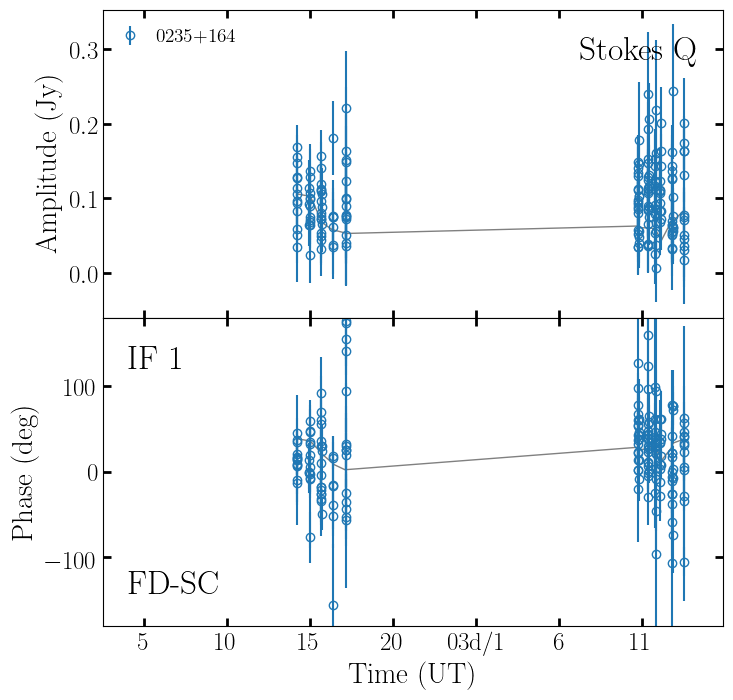 0235+164
Stokes Q
Amplitude (Jy)
0.3
0.2
0.1
0.0
IF 1
Phase (deg)
100
0
−100
FD-SC
5 10 15 20 03d/1 6 11
Time (UT)